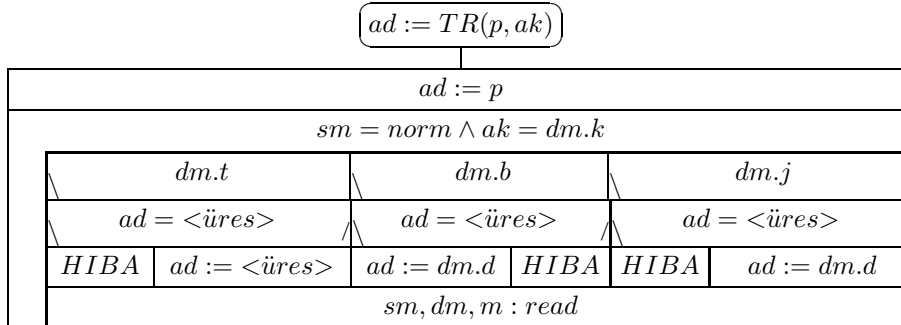 ad := TR(p, ak)
ad := p
sm = norm ∧ ak = dm.k
dm.t dm.b dm.j
ad = <üres> ad = <üres> ad = <üres>
HIBA ad := <üres> ad := dm.d HIBA HIBA ad := dm.d
sm, dm, m : read